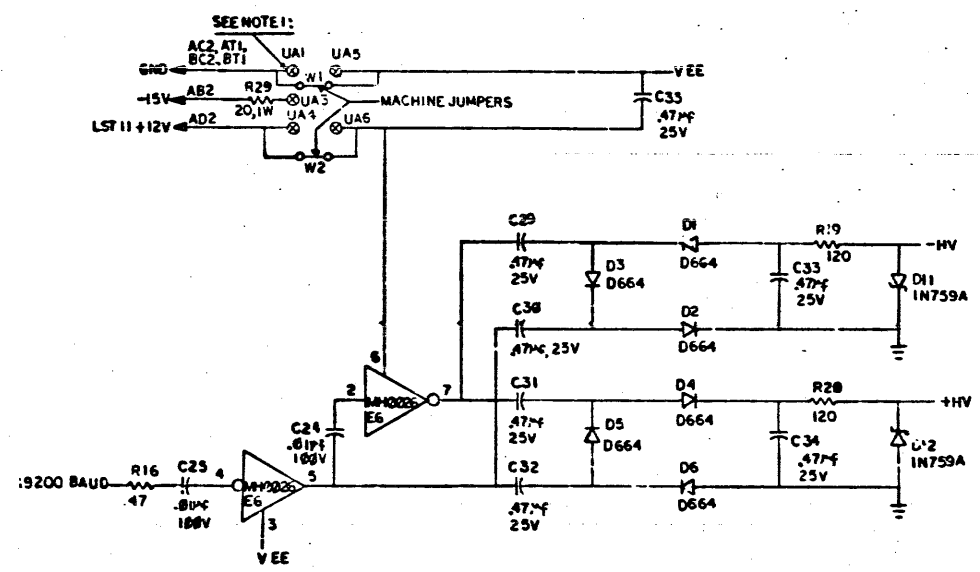 SEE NOTE 1:
AC2, AT1,
BC2, BT1
UA1
UA5
GND
W1
VEE
-15V
AB2
R29
20,1W
UA3
MACHINE JUMPERS
C35
.47µf
25V
LST 11 +12V
AD2
UA4
UA6
W2
C29
.47µf
25V
D3
D664
D1
D664
R19
120
-HV
C33
.47µf
25V
D11
1N759A
C30
.47µf, 25V
D2
D664
6
2
MH0026
E6
7
C31
.47µf
25V
D4
D664
R20
120
+HV
D5
D664
C34
.47µf
25V
D12
1N759A
C24
.01µf
100V
C32
.47µf
25V
D6
D664
19200 BAUD
R16
.47
C25
.01µf
100V
4
MH0026
E6
5
3
VEE